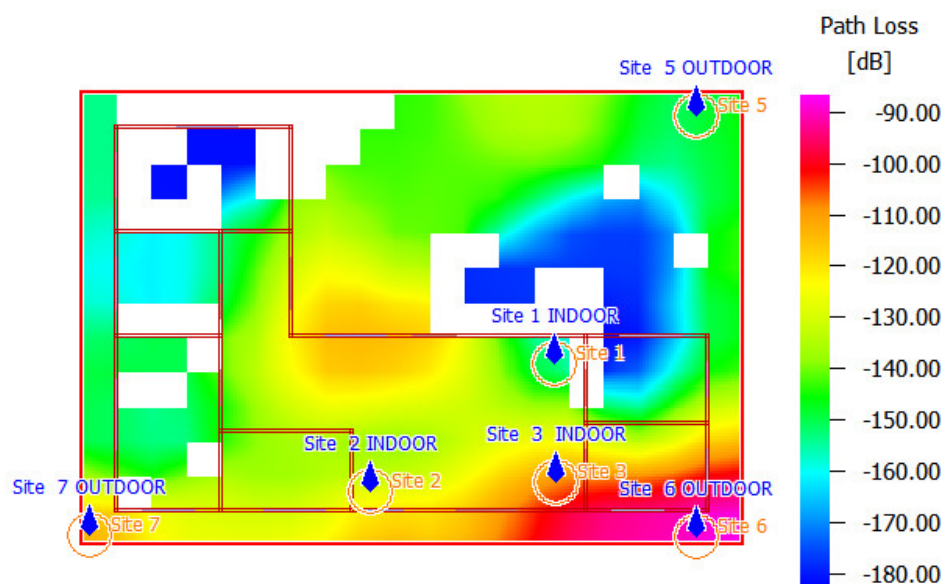 Path Loss
[dB]
Site  5 OUTDOOR
Site 5
-90.00
-100.00
-110.00
-120.00
-130.00
-140.00
-150.00
-160.00
-170.00
-180.00
Site 1 INDOOR
Site 1
Site  2 INDOOR
Site 2
Site  3  INDOOR
Site 3
Site  7 OUTDOOR
Site 7
Site  6 OUTDOOR
Site 6